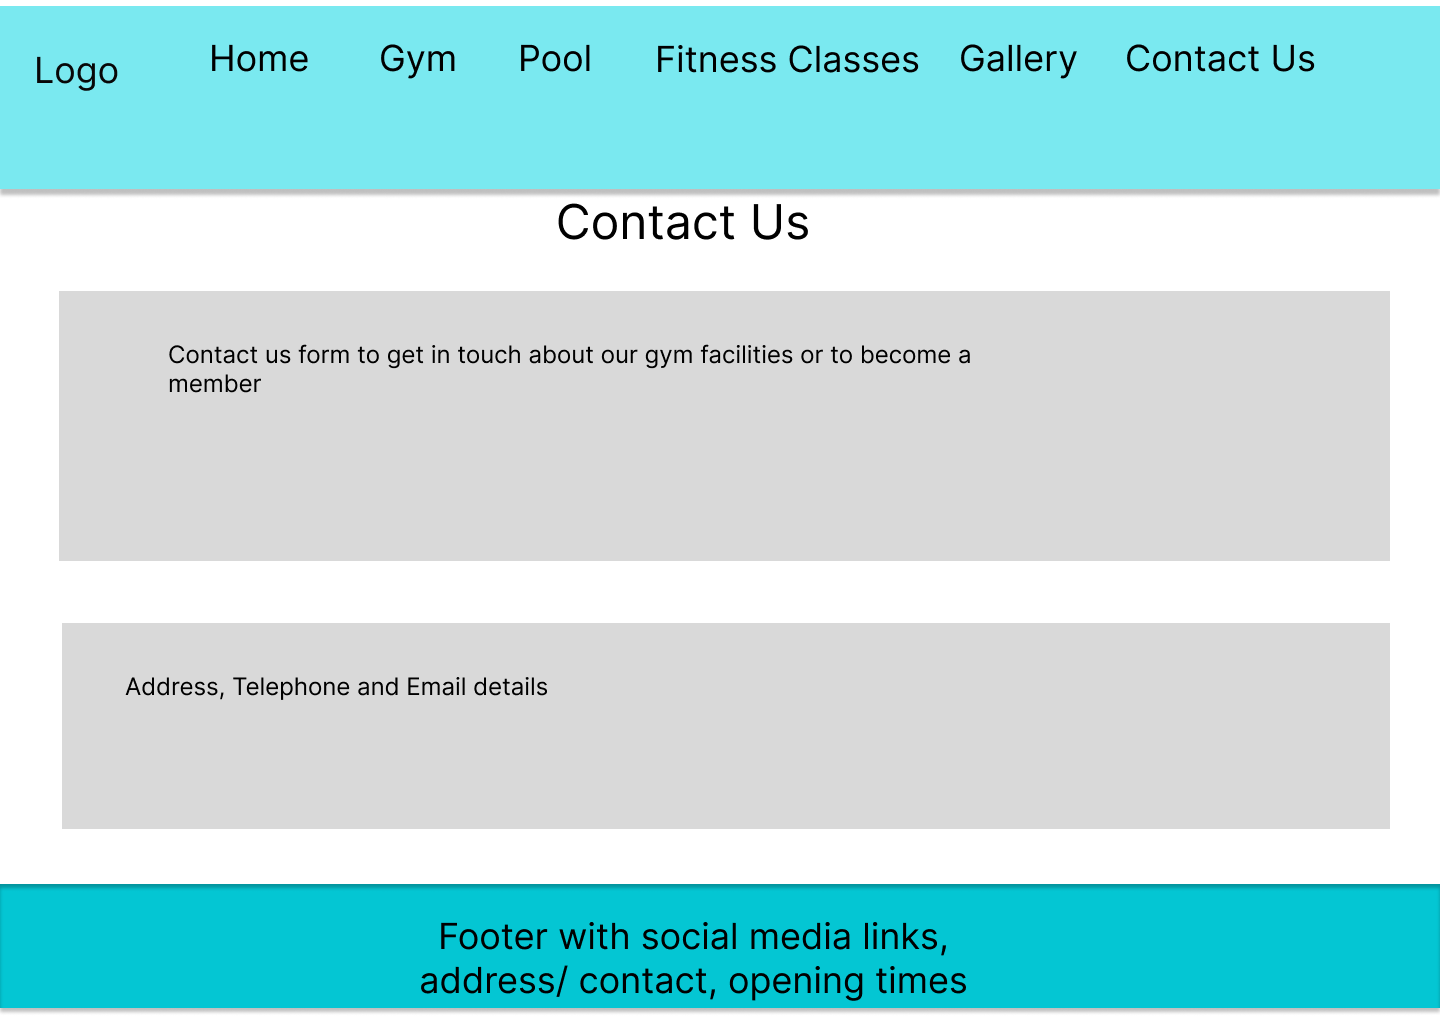 Logo
Home Gym Pool Fitness Classes Gallery Contact Us
Contact Us
Contact us form to get in touch about our gym facilities or to become a
member
Address, Telephone and Email details
Footer with social media links,
address/ contact, opening times